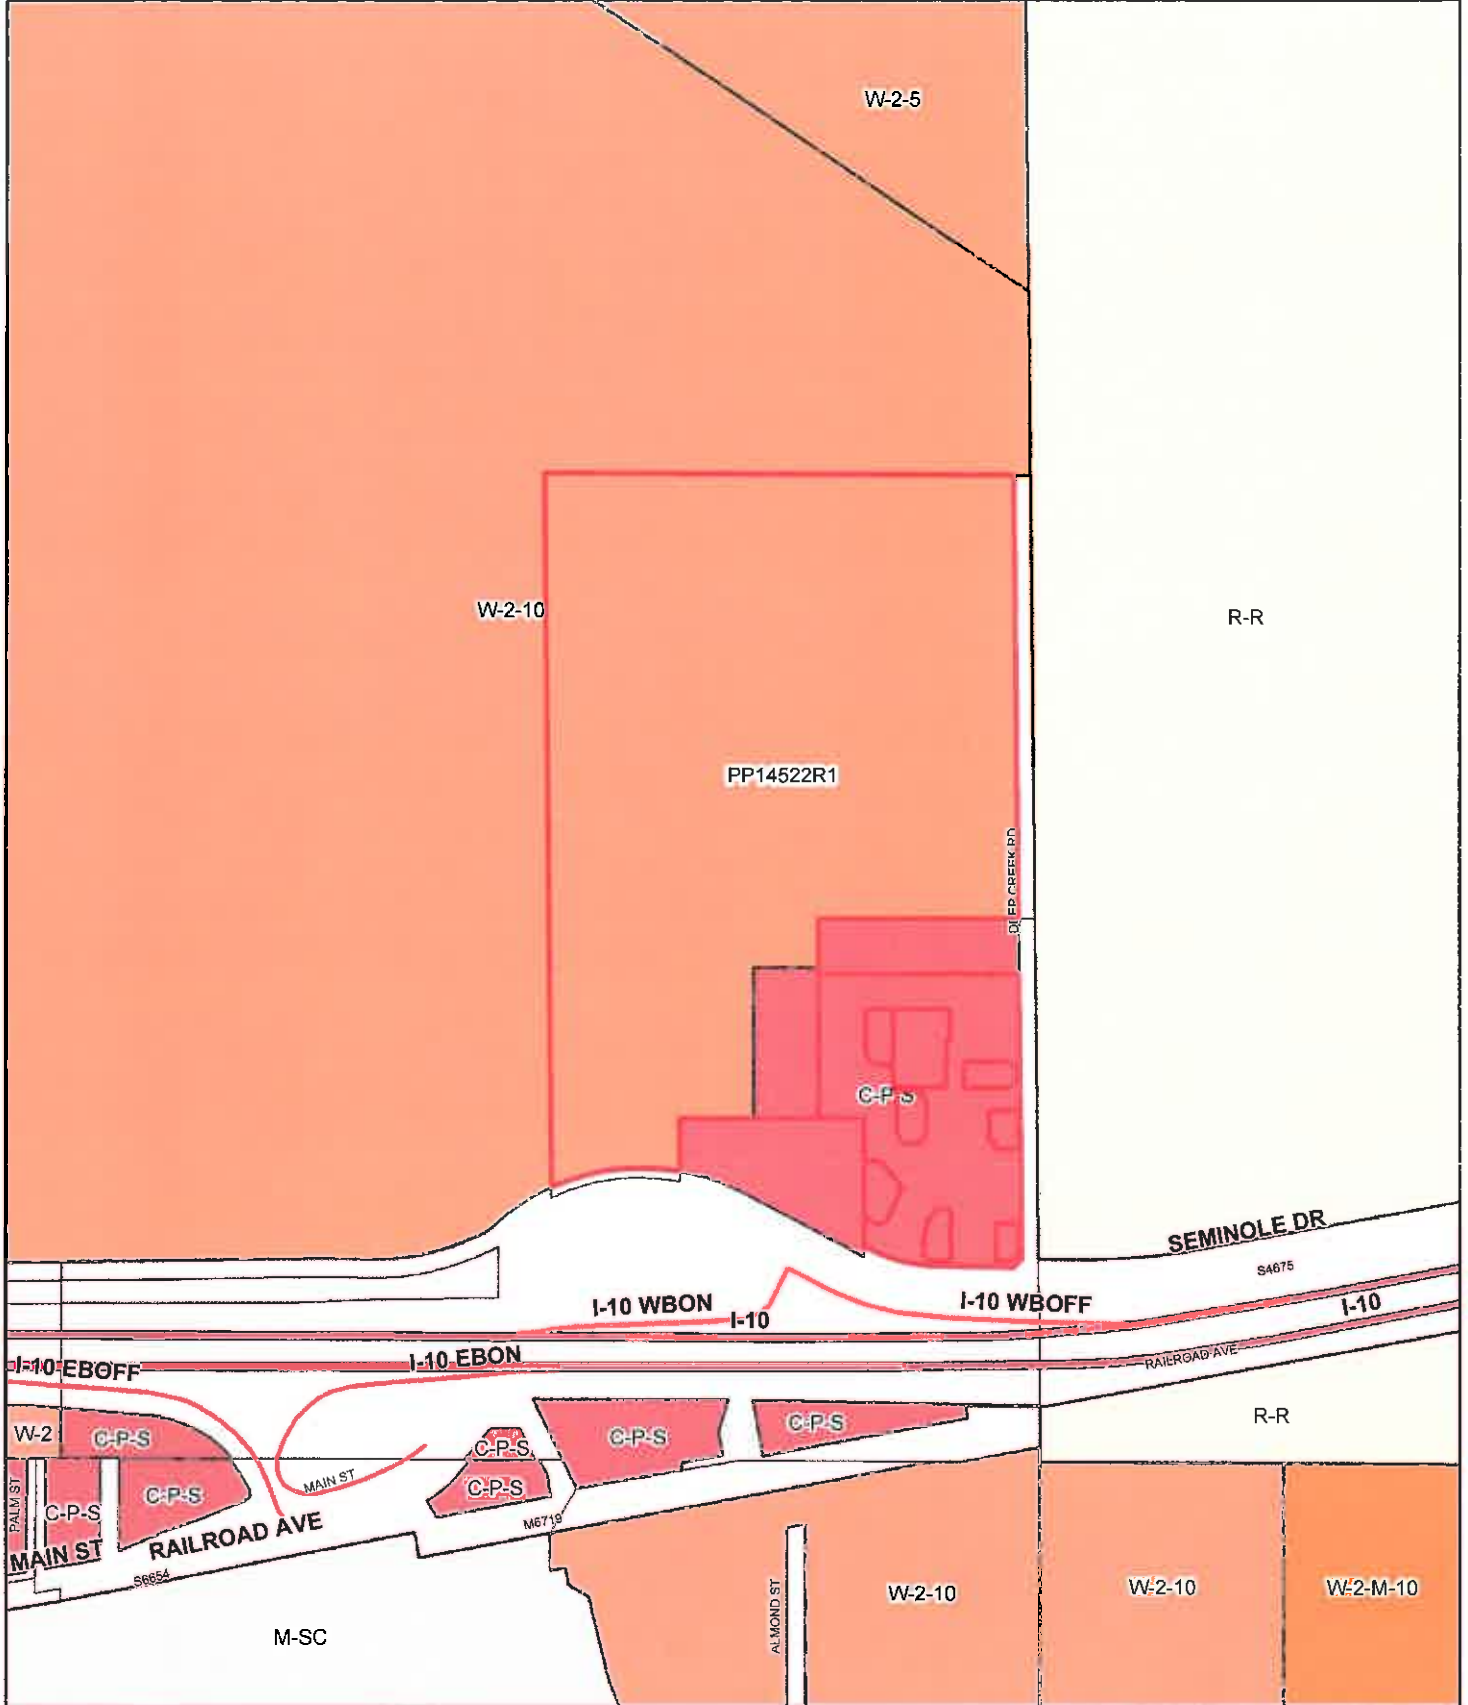 W-2-5
W-2-10
R-R
PP14522R1
DEEP CREEK RD
C-P-S
SEMINOLE DR
S4675
I-10 WBON
I-10
I-10 WBOFF
I-10
I-10 EBOFF
I-10 EBON
RAILROAD AVE
W-2
C-P-S
C-P-S
C-P-S
C-P-S
R-R
C-P-S
PALM ST
C-P-S
C-P-S
MAIN ST
M6719
RAILROAD AVE
MAIN ST
S6654
M-SC
ALMOND ST
W-2-10
W-2-10
W-2-M-10